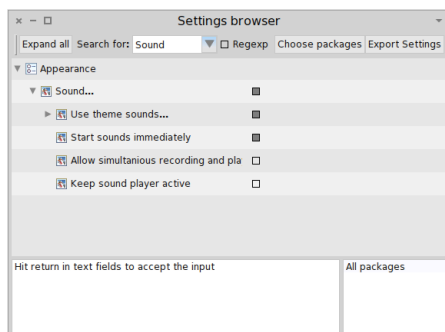 Settings browser
Expand all Search for: Sound Regexp Choose packages Export Settings
Appearance
Sound...
Use theme sounds...
Start sounds immediately
Allow simultanious recording and pla
Keep sound player active
Hit return in text fields to accept the input
All packages